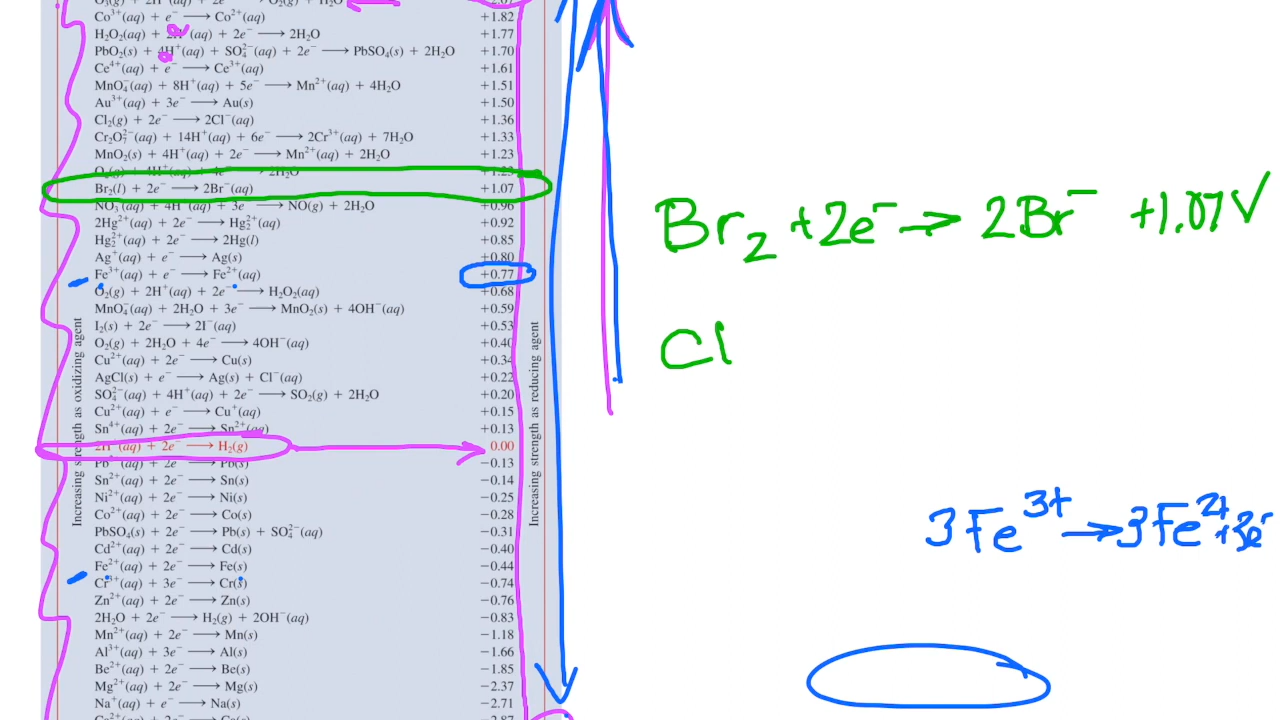 Co³⁺(aq) + e⁻ ⟶ Co²⁺(aq) +1.82
H₂O₂(aq) + 2H⁺(aq) + 2e⁻ ⟶ 2H₂O +1.77
PbO₂(s) + 4H⁺(aq) + SO₄²⁻(aq) + 2e⁻ ⟶ PbSO₄(s) + 2H₂O +1.70
Ce⁴⁺(aq) + e⁻ ⟶ Ce³⁺(aq) +1.61
MnO₄⁻(aq) + 8H⁺(aq) + 5e⁻ ⟶ Mn²⁺(aq) + 4H₂O +1.51
Au³⁺(aq) + 3e⁻ ⟶ Au(s) +1.50
Cl₂(g) + 2e⁻ ⟶ 2Cl⁻(aq) +1.36
Cr₂O₇²⁻(aq) + 14H⁺(aq) + 6e⁻ ⟶ 2Cr³⁺(aq) + 7H₂O +1.33
MnO₂(s) + 4H⁺(aq) + 2e⁻ ⟶ Mn²⁺(aq) + 2H₂O +1.23
O₂(g) + 4H⁺(aq) + 4e⁻ ⟶ 2H₂O +1.23
Br₂(l) + 2e⁻ ⟶ 2Br⁻(aq) +1.07
NO₃⁻(aq) + 4H⁺(aq) + 3e⁻ ⟶ NO(g) + 2H₂O +0.96
2Hg²⁺(aq) + 2e⁻ ⟶ Hg₂²⁺(aq) +0.92
Hg₂²⁺(aq) + 2e⁻ ⟶ 2Hg(l) +0.85
Ag⁺(aq) + e⁻ ⟶ Ag(s) +0.80
Fe³⁺(aq) + e⁻ ⟶ Fe²⁺(aq) +0.77
O₂(g) + 2H⁺(aq) + 2e⁻ ⟶ H₂O₂(aq) +0.68
MnO₄⁻(aq) + 2H₂O + 3e⁻ ⟶ MnO₂(s) + 4OH⁻(aq) +0.59
I₂(s) + 2e⁻ ⟶ 2I⁻(aq) +0.53
O₂(g) + 2H₂O + 4e⁻ ⟶ 4OH⁻(aq) +0.40
Cu²⁺(aq) + 2e⁻ ⟶ Cu(s) +0.34
AgCl(s) + e⁻ ⟶ Ag(s) + Cl⁻(aq) +0.22
SO₄²⁻(aq) + 4H⁺(aq) + 2e⁻ ⟶ SO₂(g) + 2H₂O +0.20
Cu²⁺(aq) + e⁻ ⟶ Cu⁺(aq) +0.15
Sn⁴⁺(aq) + 2e⁻ ⟶ Sn²⁺(aq) +0.13
2H⁺(aq) + 2e⁻ ⟶ H₂(g) 0.00
Pb²⁺(aq) + 2e⁻ ⟶ Pb(s) −0.13
Sn²⁺(aq) + 2e⁻ ⟶ Sn(s) −0.14
Ni²⁺(aq) + 2e⁻ ⟶ Ni(s) −0.25
Co²⁺(aq) + 2e⁻ ⟶ Co(s) −0.28
PbSO₄(s) + 2e⁻ ⟶ Pb(s) + SO₄²⁻(aq) −0.31
Cd²⁺(aq) + 2e⁻ ⟶ Cd(s) −0.40
Fe²⁺(aq) + 2e⁻ ⟶ Fe(s) −0.44
Cr³⁺(aq) + 3e⁻ ⟶ Cr(s) −0.74
Zn²⁺(aq) + 2e⁻ ⟶ Zn(s) −0.76
2H₂O + 2e⁻ ⟶ H₂(g) + 2OH⁻(aq) −0.83
Mn²⁺(aq) + 2e⁻ ⟶ Mn(s) −1.18
Al³⁺(aq) + 3e⁻ ⟶ Al(s) −1.66
Be²⁺(aq) + 2e⁻ ⟶ Be(s) −1.85
Mg²⁺(aq) + 2e⁻ ⟶ Mg(s) −2.37
Na⁺(aq) + e⁻ ⟶ Na(s) −2.71
Increasing strength as oxidizing agent
Increasing strength as reducing agent
Br₂ + 2e⁻ → 2Br⁻ +1.07 V
Cl
3Fe³⁺ → 3Fe²⁺ + 3e⁻